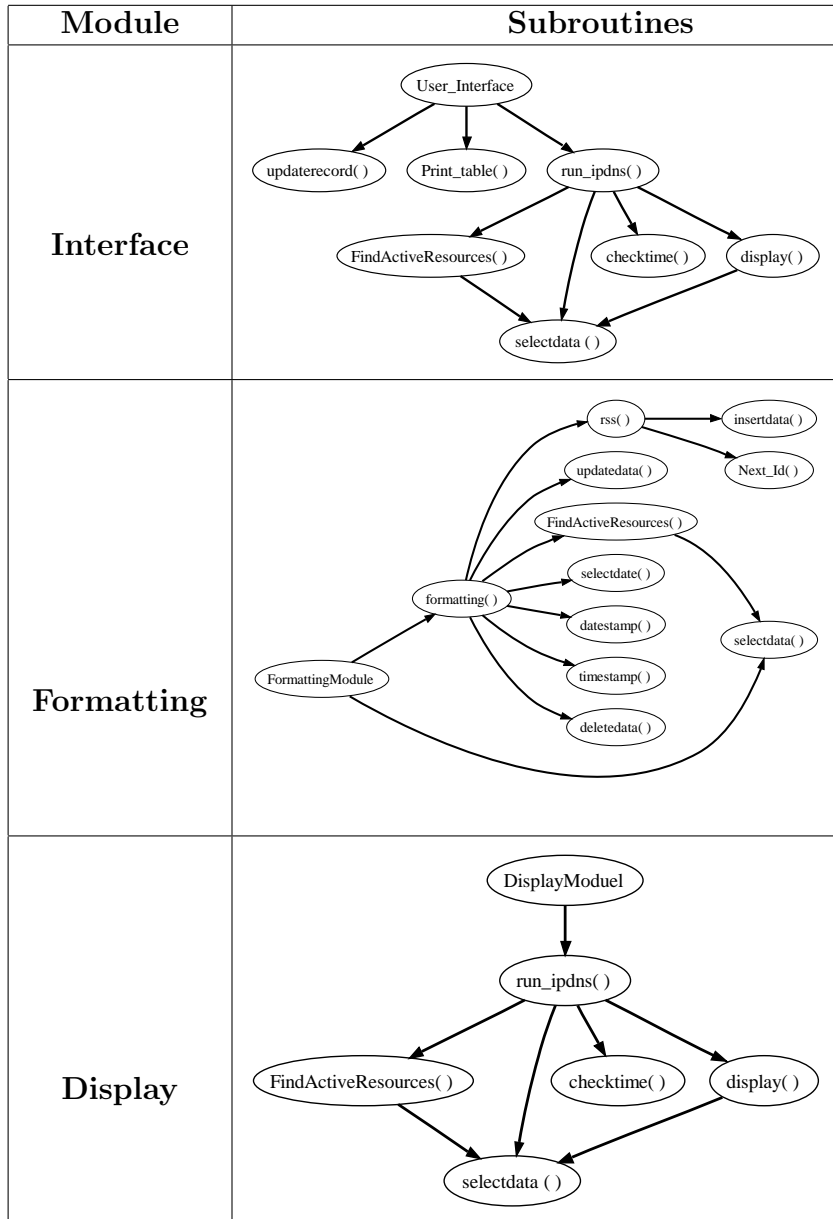 Module Subroutines
User_Interface
updaterecord( ) Print_table( ) run_ipdns( )
Interface
FindActiveResources( ) checktime( ) display( )
selectdata ( )
rss( ) insertdata( )
updatedata( ) Next_Id( )
FindActiveResources( )
selectdate( )
formatting( )
datestamp( )
selectdata( )
FormattingModule timestamp( )
Formatting
deletedata( )
DisplayModuel
run_ipdns( )
FindActiveResources( ) checktime( ) display( )
Display
selectdata ( )